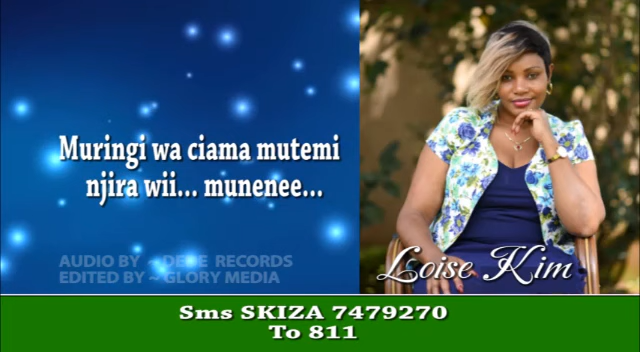 Muringi wa ciama mutemi
njira wii... munenee...
AUDIO BY ~ DEBE RECORDS
EDITED BY ~ GLORY MEDIA
Loise Kim
Sms SKIZA 7479270
To 811